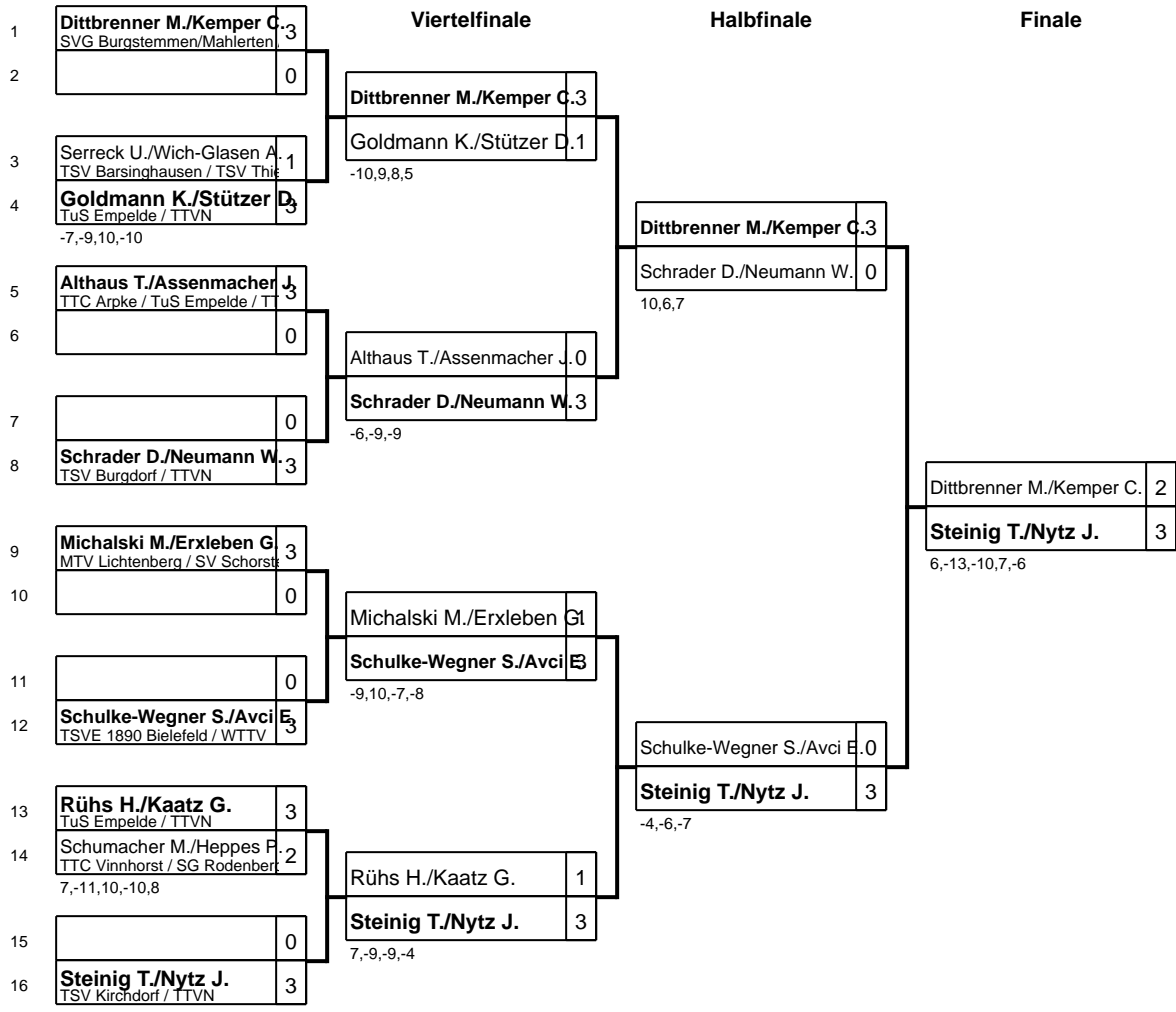 Viertelfinale
Halbfinale
Finale
1
Dittbrenner M./Kemper C. 3
SVG Burgstemmen/Mahlerten
2
0
3
Serreck U./Wich-Glasen A. 1
TSV Barsinghausen / TSV Thie
4
Goldmann K./Stützer D. 3
TuS Empelde / TTVN
-7,-9,10,-10
5
Althaus T./Assenmacher J. 3
TTC Arpke / TuS Empelde / TT
6
0
7
0
8
Schrader D./Neumann W. 3
TSV Burgdorf / TTVN
9
Michalski M./Erxleben G. 3
MTV Lichtenberg / SV Schorste
10
0
11
0
12
Schulke-Wegner S./Avci E. 3
TSVE 1890 Bielefeld / WTTV
13
Rühs H./Kaatz G. 3
TuS Empelde / TTVN
14
Schumacher M./Heppes P. 2
TTC Vinnhorst / SG Rodenberg
7,-11,10,-10,8
15
0
16
Steinig T./Nytz J. 3
TSV Kirchdorf / TTVN
Dittbrenner M./Kemper C. 3
Goldmann K./Stützer D. 1
-10,9,8,5
Althaus T./Assenmacher J. 0
Schrader D./Neumann W. 3
-6,-9,-9
Michalski M./Erxleben G. 1
Schulke-Wegner S./Avci E. 3
-9,10,-7,-8
Rühs H./Kaatz G. 1
Steinig T./Nytz J. 3
7,-9,-9,-4
Dittbrenner M./Kemper C. 3
Schrader D./Neumann W. 0
10,6,7
Schulke-Wegner S./Avci E. 0
Steinig T./Nytz J. 3
-4,-6,-7
Dittbrenner M./Kemper C. 2
Steinig T./Nytz J. 3
6,-13,-10,7,-6